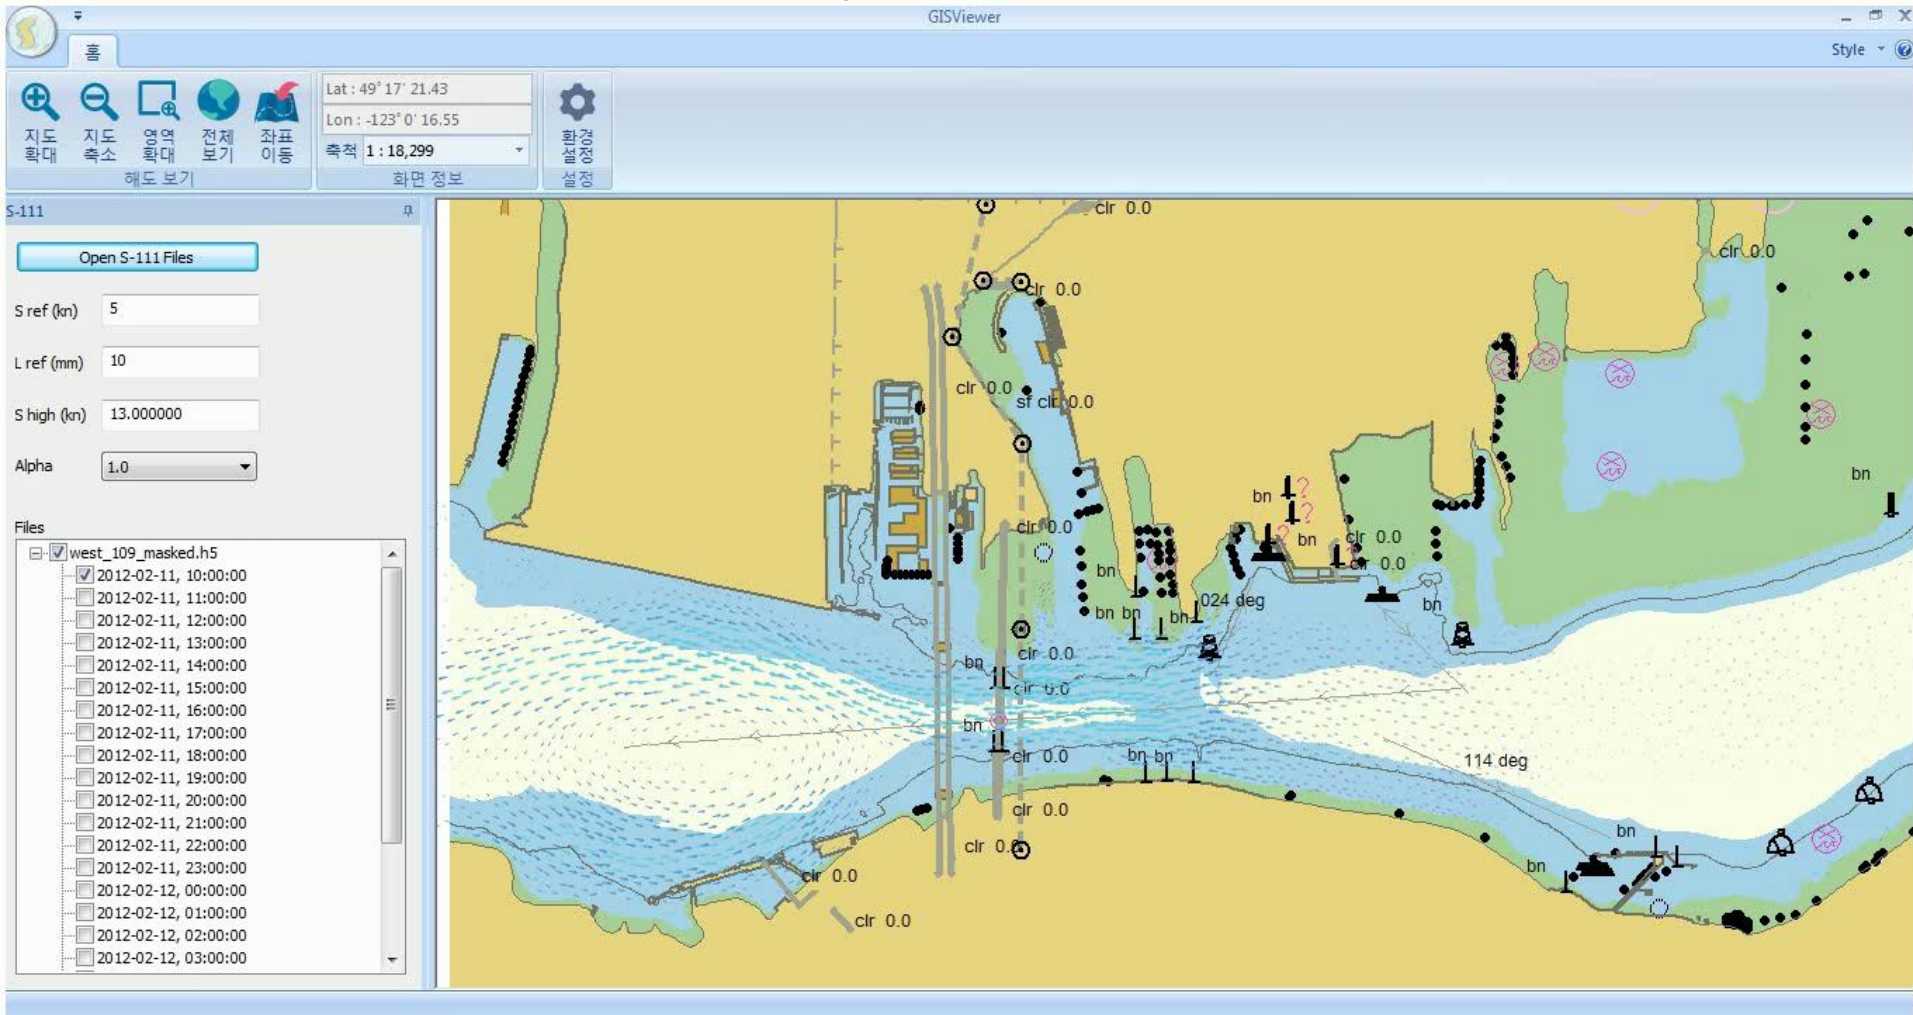 GISViewer
홈
Style
지도
확대
지도
축소
영역
확대
전체
보기
좌표
이동
해도 보기
Lat : 49° 17' 21.43
Lon : -123° 0' 16.55
축척 1 : 18,299
화면 정보
환경
설정
설정
S-111
Open S-111 Files
S ref (kn) 5
L ref (mm) 10
S high (kn) 13.000000
Alpha 1.0
Files
west_109_masked.h5
2012-02-11, 10:00:00
2012-02-11, 11:00:00
2012-02-11, 12:00:00
2012-02-11, 13:00:00
2012-02-11, 14:00:00
2012-02-11, 15:00:00
2012-02-11, 16:00:00
2012-02-11, 17:00:00
2012-02-11, 18:00:00
2012-02-11, 19:00:00
2012-02-11, 20:00:00
2012-02-11, 21:00:00
2012-02-11, 22:00:00
2012-02-11, 23:00:00
2012-02-12, 00:00:00
2012-02-12, 01:00:00
2012-02-12, 02:00:00
2012-02-12, 03:00:00
clr 0.0
clr 0.0
clr 0.0
clr 0.0
sf clr 0.0
bn
bn ?
?
clr 0.0
?
bn
clr 0.0
clr 0.0
bn
024 deg
bn
bn bn
bn
clr 0.0
bn
clr 0.0
bn
clr 0.0
bn bn
114 deg
clr 0.0
bn
clr 0.0
bn
clr 0.0
clr 0.0